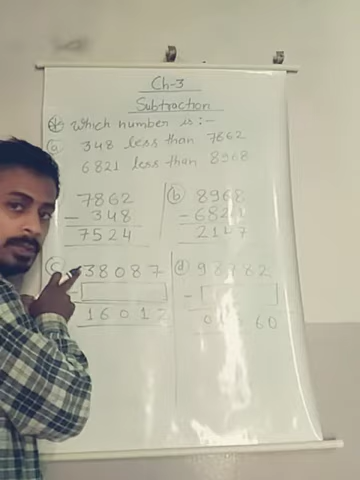 Ch-3
Subtraction
which number is :-
(a) 348 less than 7862
6821 less than 8968
7862
- 348
7524
(b) 8968
- 6821
2147
(c) 38087
-
16012
(d)
-
60